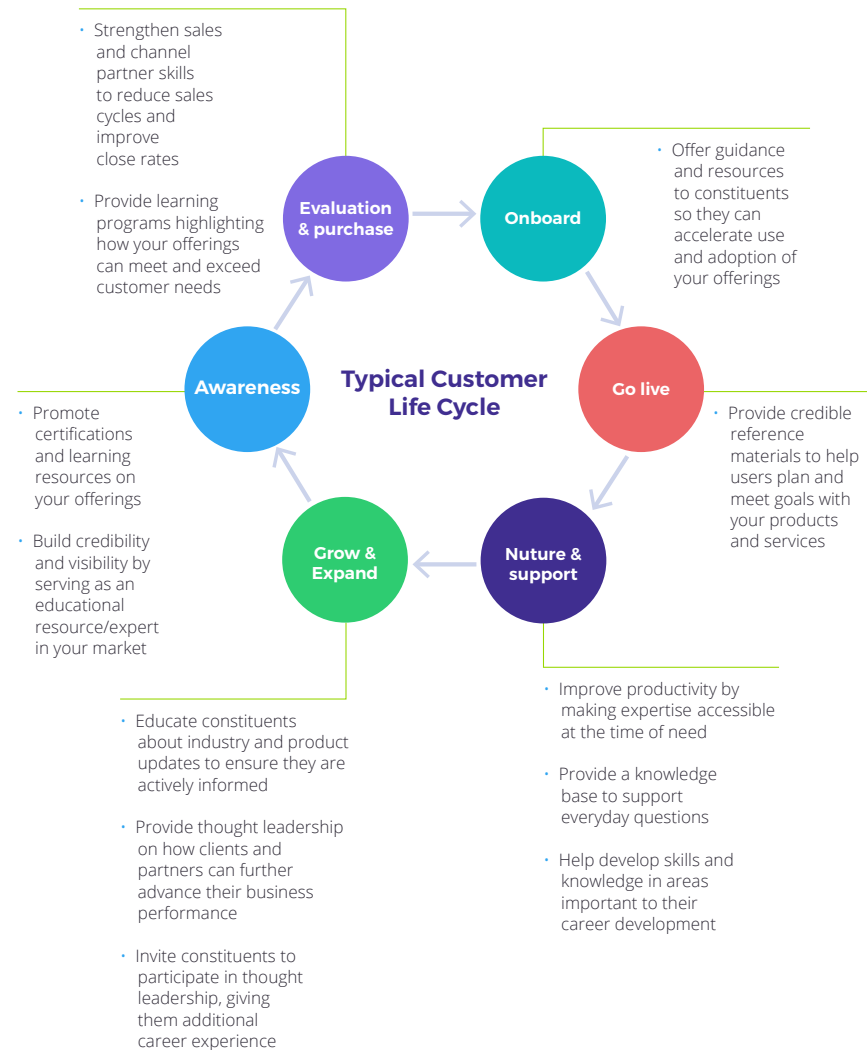 • Strengthen sales
and channel
partner skills
to reduce sales
cycles and
improve
close rates
• Provide learning
programs highlighting
how your offerings
can meet and exceed
customer needs
Evaluation
& purchase
Onboard
• Offer guidance
and resources
to constituents
so they can
accelerate use
and adoption of
your offerings
Awareness
Typical Customer
Life Cycle
Go live
• Promote
certifications
and learning
resources on
your offerings
• Build credibility
and visibility by
serving as an
educational
resource/expert
in your market
• Provide credible
reference
materials to help
users plan and
meet goals with
your products
and services
Grow &
Expand
Nuture &
support
• Educate constituents
about industry and product
updates to ensure they are
actively informed
• Provide thought leadership
on how clients and
partners can further
advance their business
performance
• Invite constituents to
participate in thought
leadership, giving
them additional
career experience
• Improve productivity by
making expertise accessible
at the time of need
• Provide a knowledge
base to support
everyday questions
• Help develop skills and
knowledge in areas
important to their
career development